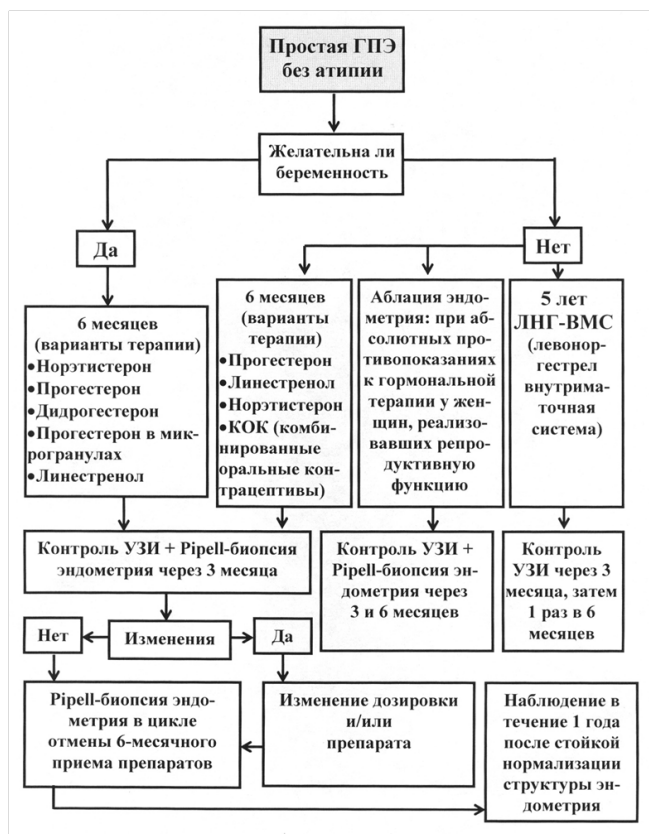 Простая ГПЭ
без атипии
Желательна ли
беременность
Да
Нет
6 месяцев
(варианты терапии)
•Норэтистерон
•Прогестерон
•Дидрогестерон
•Прогестерон в мик-
рогранулах
•Линестренол
6 месяцев
(варианты
терапии)
•Прогестерон
•Линестренол
•Норэтистерон
•КОК (комби-
нированные
оральные кон-
трацептивы)
Аблация эндо-
метрия: при аб-
солютных про-
тивопоказаниях
к гормональной
терапии у жен-
щин, реализо-
вавших репро-
дуктивную
функцию
5 лет
ЛНГ-ВМС
(левонор-
гестрел
внутрима-
точная
система)
Контроль УЗИ + Pipell-биопсия
эндометрия через 3 месяца
Контроль УЗИ +
Pipell-биопсия эн-
дометрия через
3 и 6 месяцев
Контроль
УЗИ через 3
месяца, затем
1 раз в 6
месяцев
Нет
Изменения
Да
Pipell-биопсия эндо-
метрия в цикле
отмены 6-месячного
приема препаратов
Изменение дозировки
и/или
препарата
Наблюдение в
течение 1 года
после стойкой
нормализации
структуры эн-
дометрия